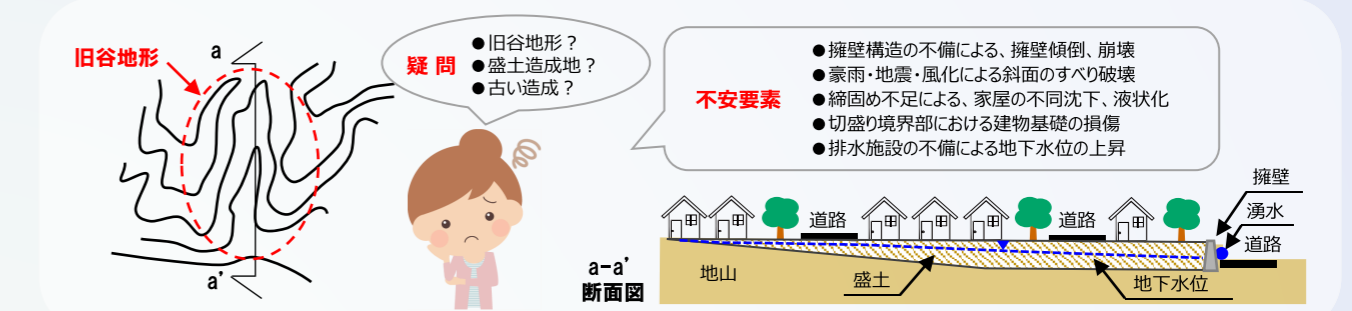 旧谷地形
a
a'
疑 問
●旧谷地形？
●盛土造成地？
●古い造成？
不安要素
●擁壁構造の不備による、擁壁傾倒、崩壊
●豪雨・地震・風化による斜面のすべり破壊
●締固め不足による、家屋の不同沈下、液状化
●切盛り境界部における建物基礎の損傷
●排水施設の不備による地下水位の上昇
a-a'
断面図
道路
道路
擁壁
湧水
道路
地山
盛土
地下水位